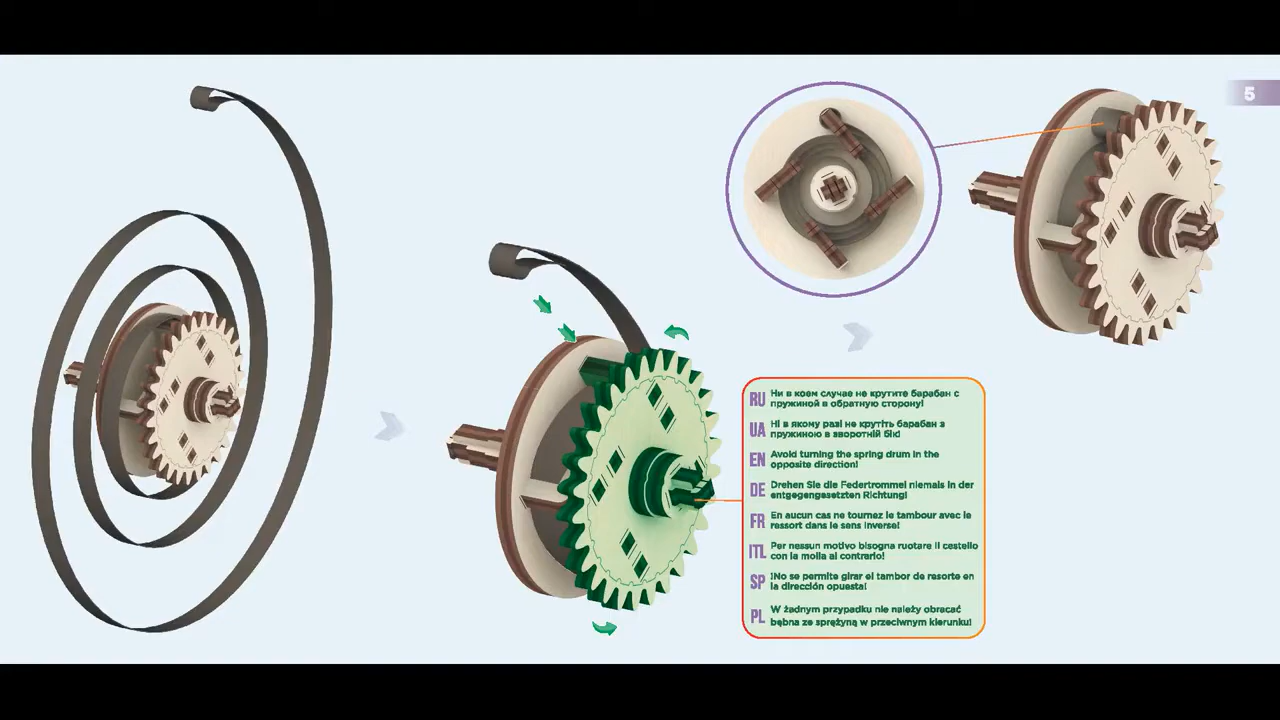 5
RU Ни в коем случае не крутите барабан с
пружиной в обратную сторону!
UA Ні в якому разі не крутіть барабан з
пружиною в зворотній бік!
EN Avoid turning the spring drum in the
opposite direction!
DE Drehen Sie die Federtrommel niemals in der
entgegengesetzten Richtung!
FR En aucun cas ne tournez le tambour avec le
ressort dans le sens inverse!
ITL Per nessun motivo bisogna ruotare il cestello
con la molla al contrario!
SP ¡No se permite girar el tambor de resorte en
la dirección opuesta!
PL W żadnym przypadku nie należy obracać
bębna ze sprężyną w przeciwnym kierunku!